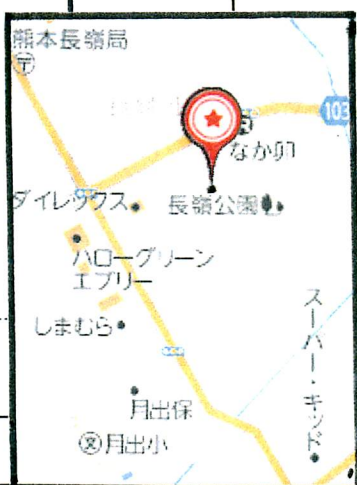 熊本長嶺局
〒
103
なか卯
ダイレックス
長嶺公園
ハローグリーン
エブリー
しまむら
スーパー・キッド
月出保
文月出小